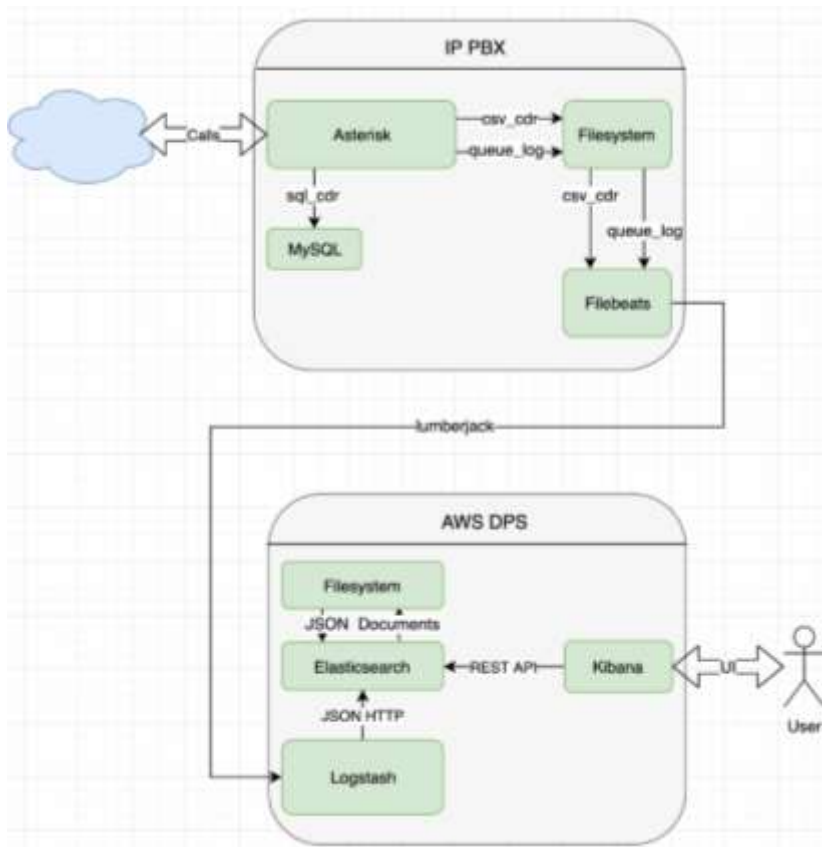 IP PBX
Calls
Asterisk
csv_cdr
queue_log
Filesystem
sql_cdr
csv_cdr
queue_log
MySQL
Filebeats
lumberjack
AWS DPS
Filesystem
JSON Documents
Elasticsearch
REST API
Kibana
UI
User
JSON HTTP
Logstash